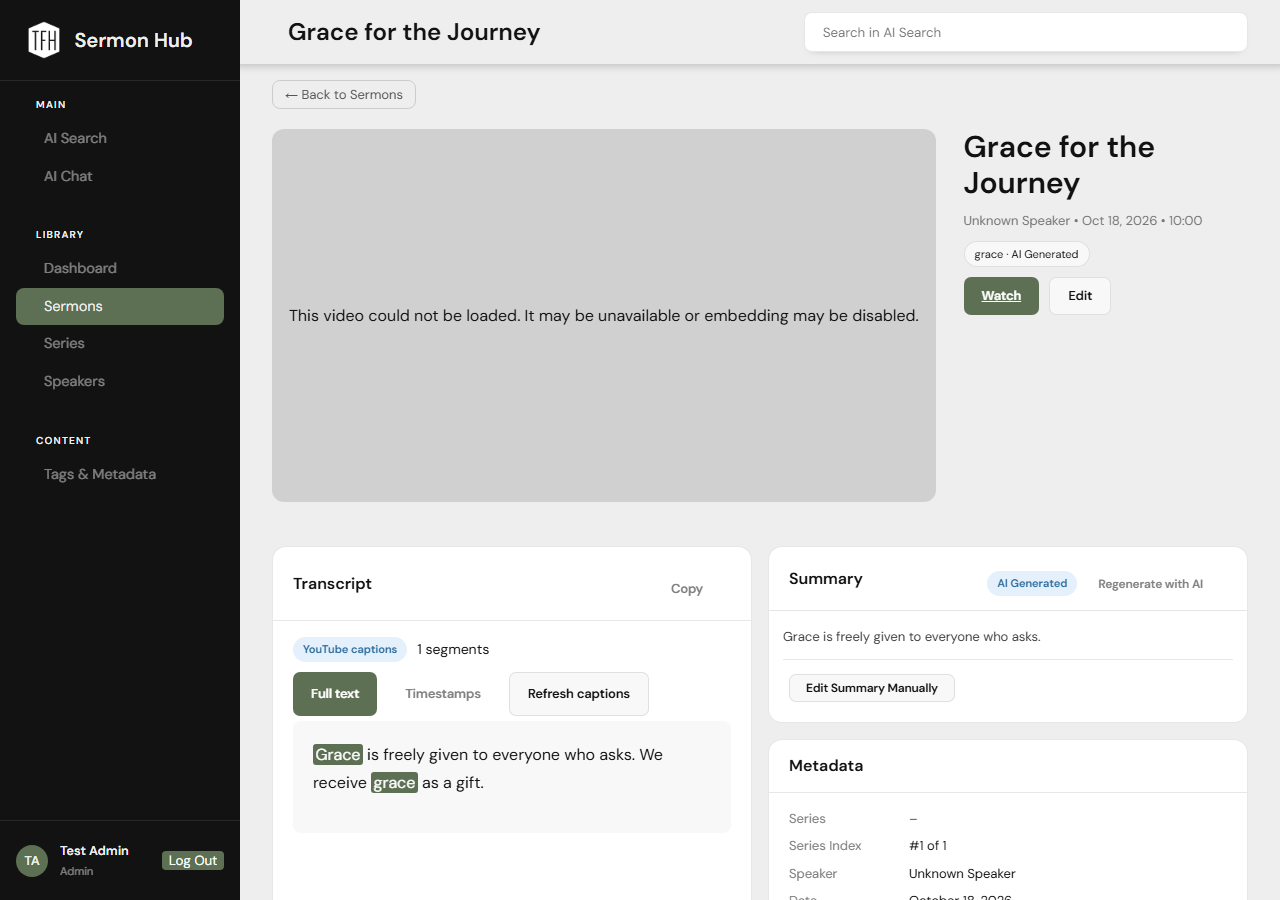 TFH Sermon Hub
MAIN
AI Search
AI Chat
LIBRARY
Dashboard
Sermons
Series
Speakers
CONTENT
Tags & Metadata
TA
Test Admin
Admin
Log Out
Grace for the Journey
Search in AI Search
← Back to Sermons
This video could not be loaded. It may be unavailable or embedding may be disabled.
Grace for the
Journey
Unknown Speaker • Oct 18, 2026 • 10:00
grace · AI Generated
Watch
Edit
Transcript
Copy
YouTube captions
1 segments
Full text
Timestamps
Refresh captions
Grace is freely given to everyone who asks. We
receive grace as a gift.
Summary
AI Generated
Regenerate with AI
Grace is freely given to everyone who asks.
Edit Summary Manually
Metadata
Series –
Series Index #1 of 1
Speaker Unknown Speaker
Date October 18, 2026